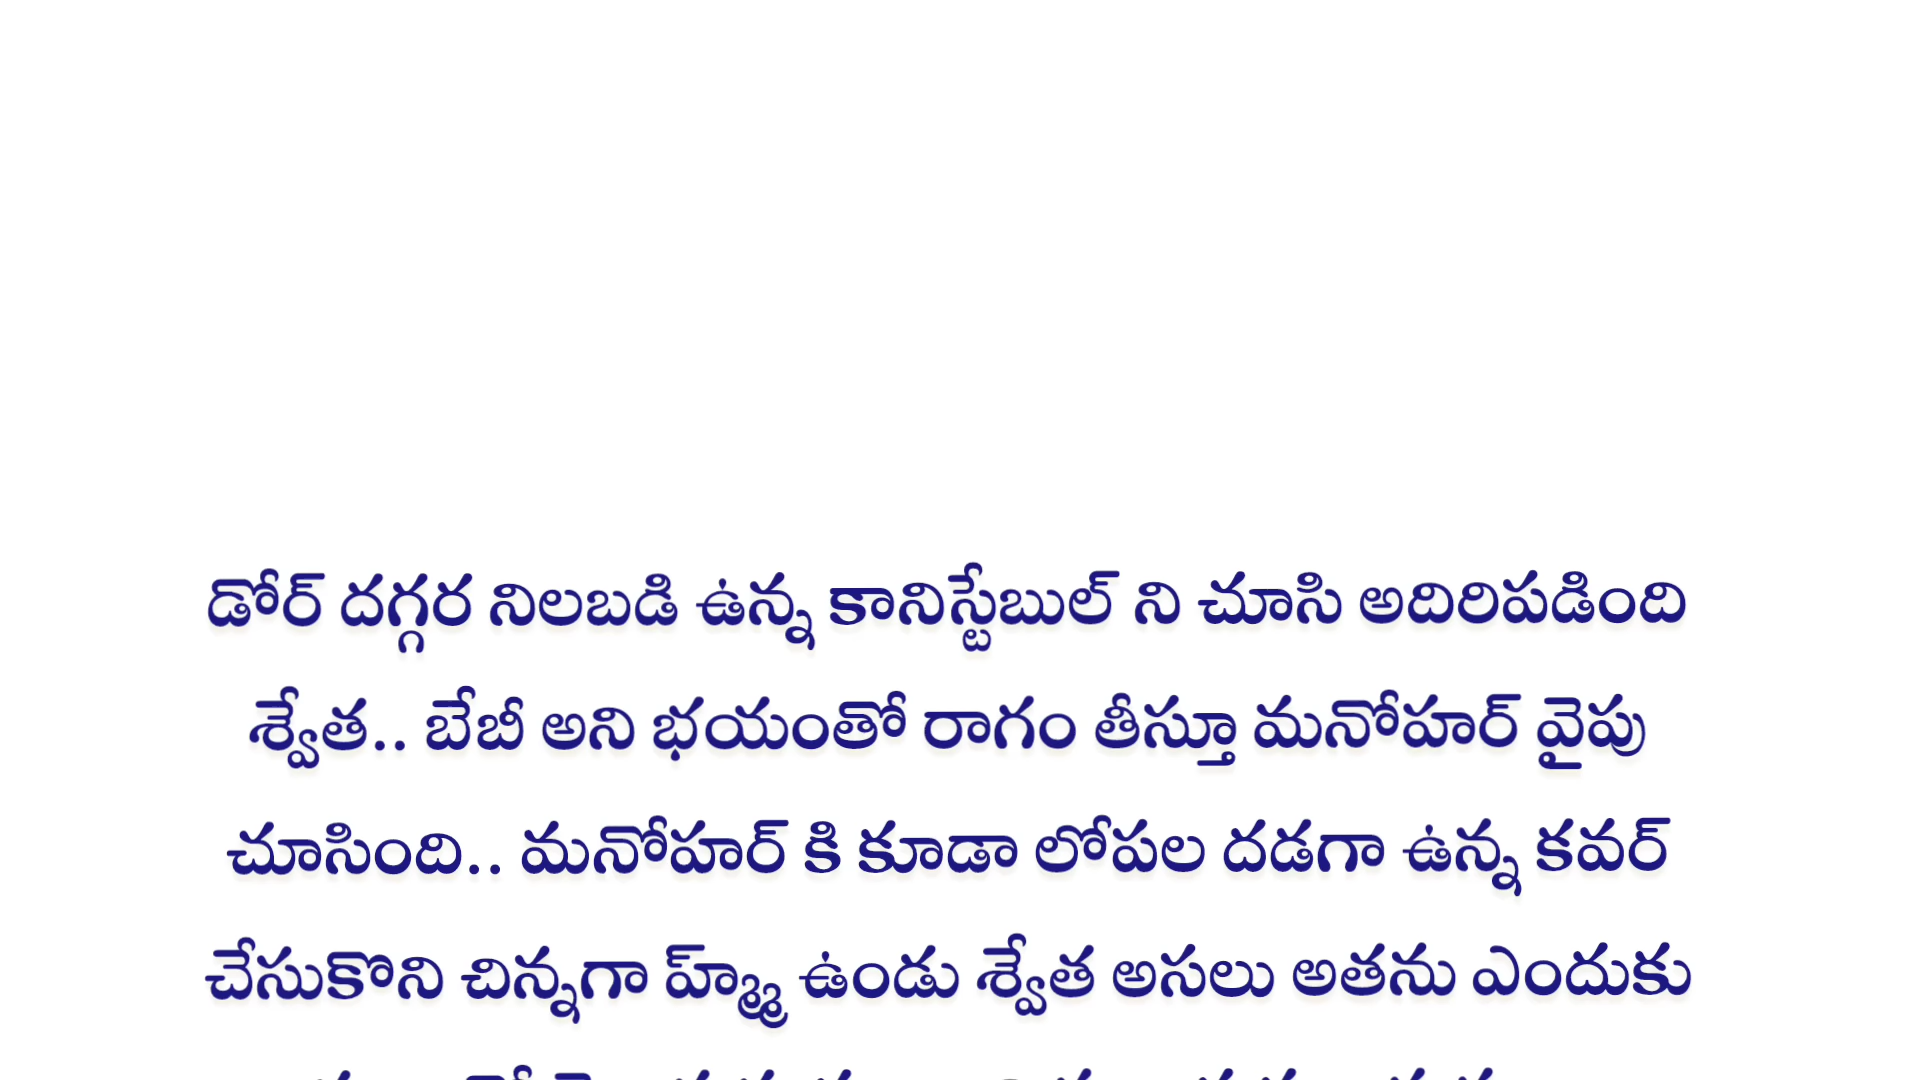 డోర్ దగ్గర నిలబడి ఉన్న కానిస్టేబుల్ ని చూసి అదిరిపడింది
శ్వేత.. బేబీ అని భయంతో రాగం తీస్తూ మనోహర్ వైపు
చూసింది.. మనోహర్ కి కూడా లోపల దడగా ఉన్న కవర్
చేసుకొని చిన్నగా హ్మ్మ్ ఉండు శ్వేత అసలు అతను ఎందుకు